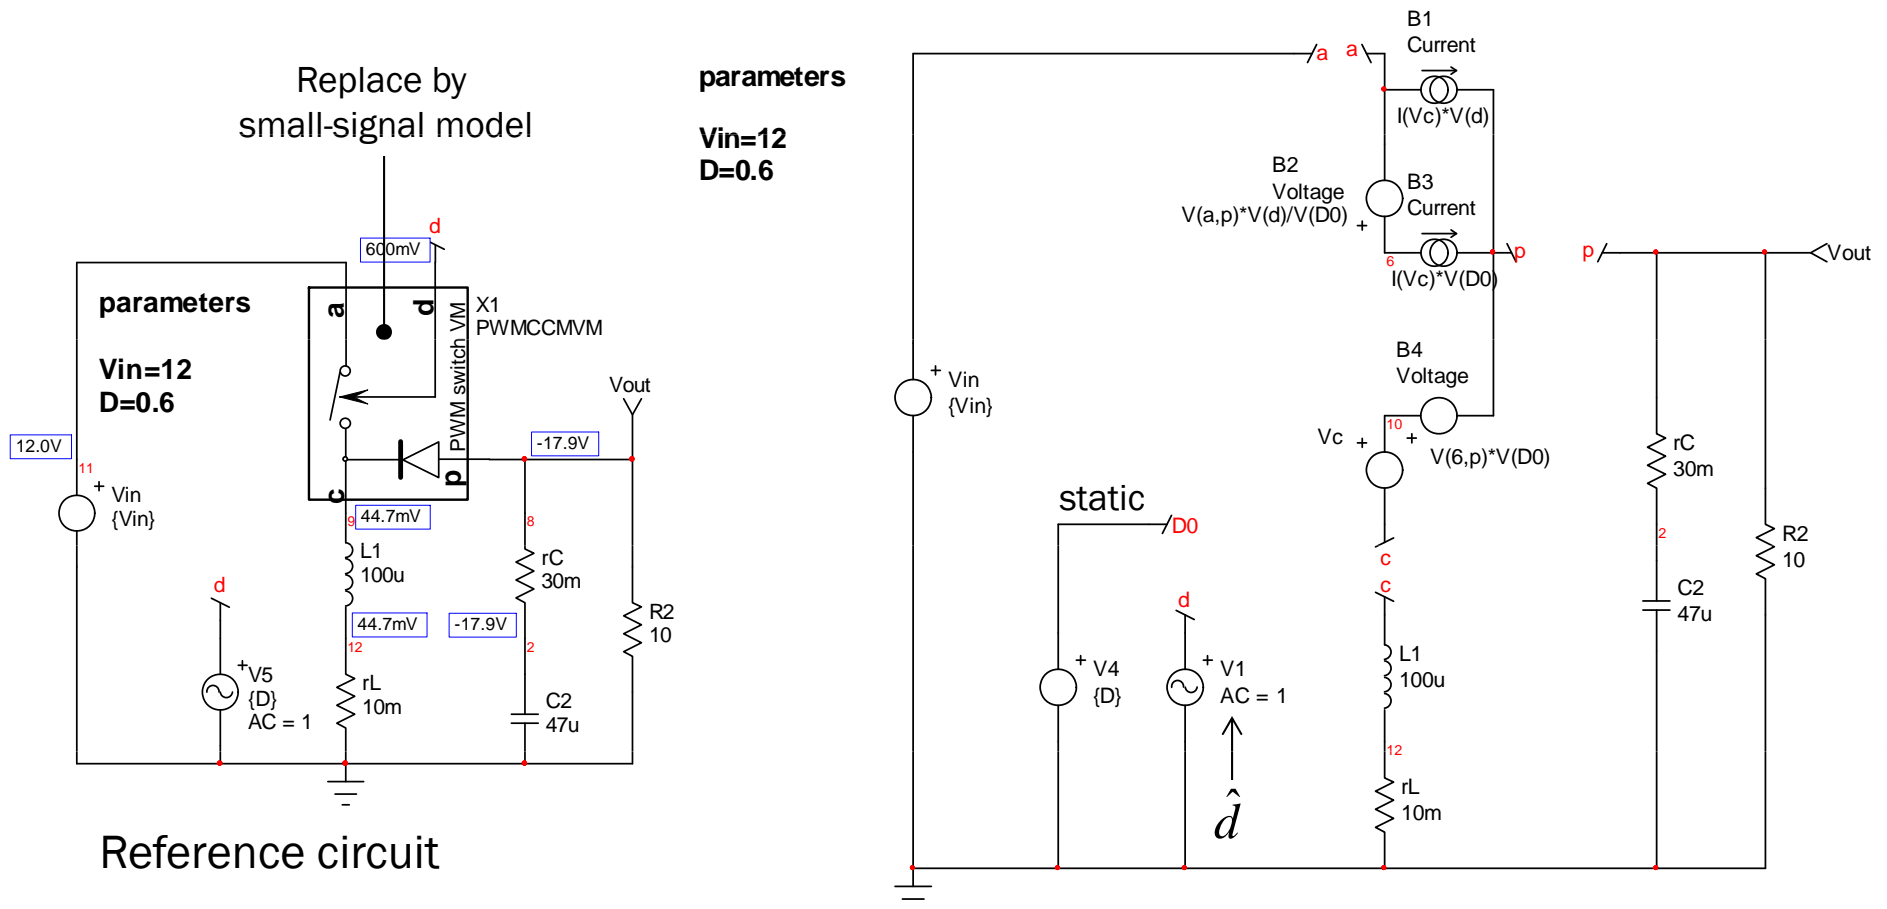 Replace by
small-signal model
600mV
d
parameters
Vin=12
D=0.6
a
d
PWM switch VM
X1
PWMCCMVM
p
c
12.0V
11
+
Vin
{Vin}
Vout
-17.9V
9
44.7mV
L1
100u
8
rC
30m
d
44.7mV
-17.9V
12
2
R2
10
+
V5
{D}
AC = 1
rL
10m
C2
47u
Reference circuit
parameters
Vin=12
D=0.6
a
a
B1
Current
I(Vc)*V(d)
B2
Voltage
V(a,p)*V(d)/V(D0)
+
B3
Current
6
I(Vc)*V(D0)
p
p
Vout
B4
Voltage
10
+
V(6,p)*V(D0)
Vc
+
+
Vin
{Vin}
rC
30m
static
D0
c
c
2
R2
10
d
C2
47u
+
V4
{D}
+
V1
AC = 1
L1
100u
12
d̂
rL
10m